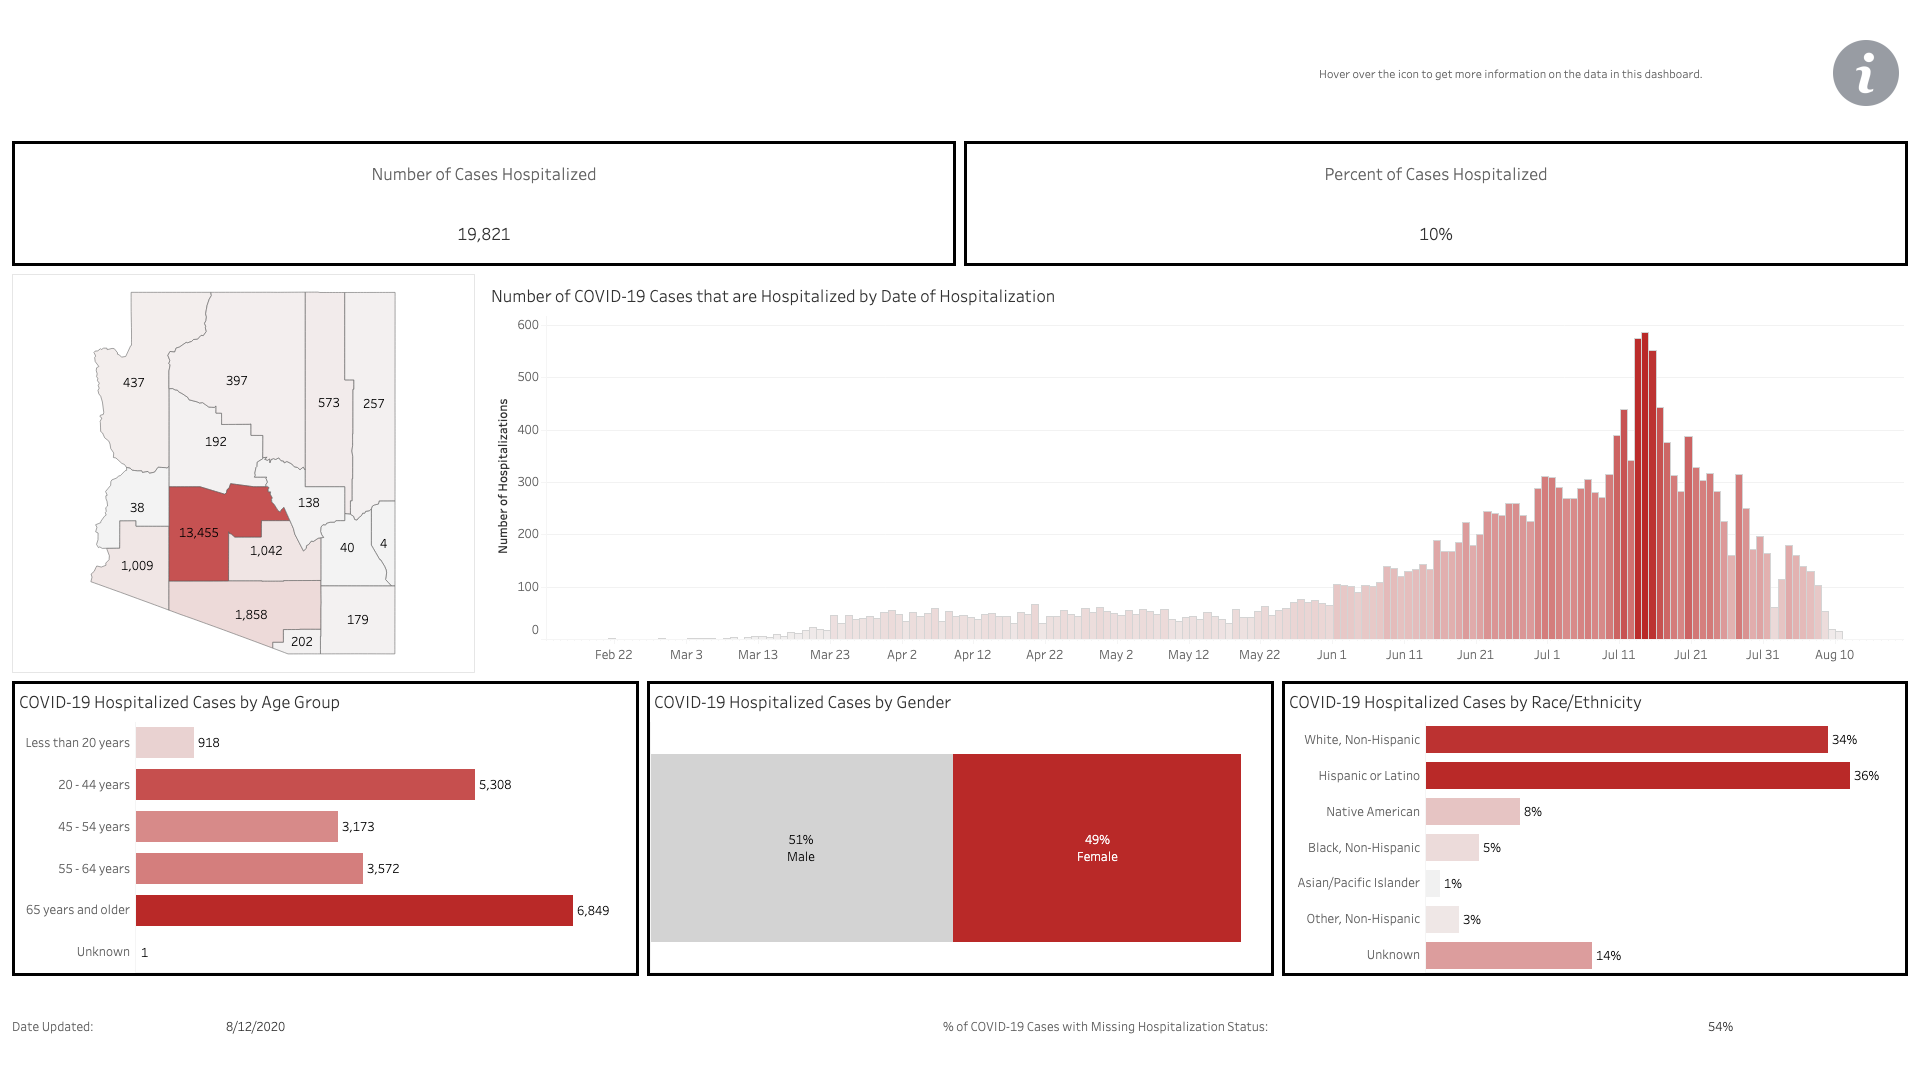 Hover over the icon to get more information on the data in this dashboard.
i
Number of Cases Hospitalized
19,821
Percent of Cases Hospitalized
10%
437
397
573
257
192
38
138
13,455
1,042
40
4
1,009
1,858
179
202
Number of COVID-19 Cases that are Hospitalized by Date of Hospitalization
Number of Hospitalizations
600
500
400
300
200
100
0
Feb 22 Mar 3 Mar 13 Mar 23 Apr 2 Apr 12 Apr 22 May 2 May 12 May 22 Jun 1 Jun 11 Jun 21 Jul 1 Jul 11 Jul 21 Jul 31 Aug 10
COVID-19 Hospitalized Cases by Age Group
Less than 20 years 918
20 - 44 years 5,308
45 - 54 years 3,173
55 - 64 years 3,572
65 years and older 6,849
Unknown 1
COVID-19 Hospitalized Cases by Gender
51%
Male
49%
Female
COVID-19 Hospitalized Cases by Race/Ethnicity
White, Non-Hispanic 34%
Hispanic or Latino 36%
Native American 8%
Black, Non-Hispanic 5%
Asian/Pacific Islander 1%
Other, Non-Hispanic 3%
Unknown 14%
Date Updated: 8/12/2020
% of COVID-19 Cases with Missing Hospitalization Status: 54%